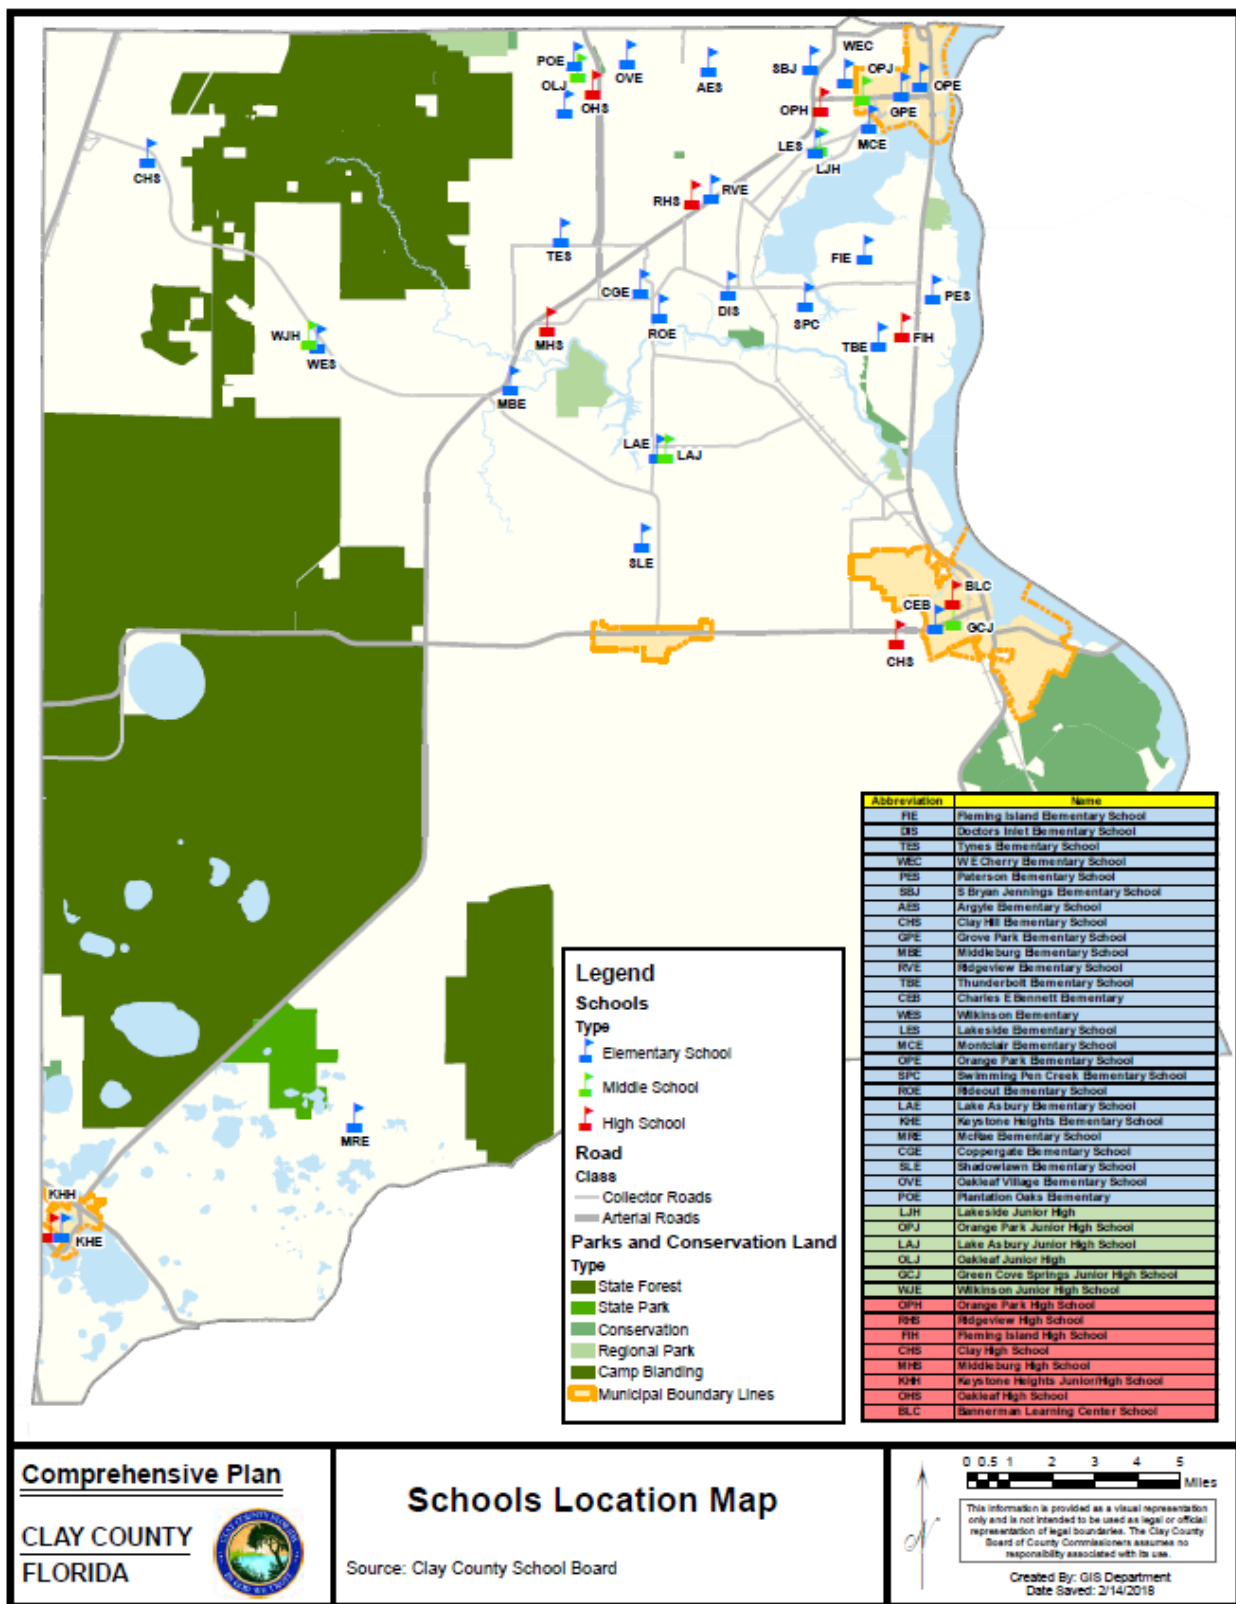 WEC
POE
OLJ
OVE
AES
SBJ
OPJ
OPE
OHS
OPH
GPE
MCE
LES
LJH
CHS
RHS
RVE
TES
FIE
CGE
DIS
PES
SPC
ROE
MHS
WJH
WES
TBE
FIH
MBE
LAE
LAJ
SLE
BLC
CEB
GCJ
CHS
MRE
KHH
KHE
Abbreviation Name
FIE Fleming Island Elementary School
DIS Doctors Inlet Elementary School
TES Tynes Elementary School
WEC W E Cherry Elementary School
PES Paterson Elementary School
SBJ S Bryan Jennings Elementary School
AES Argyle Elementary School
CHS Clay Hill Elementary School
GPE Grove Park Elementary School
MBE Middleburg Elementary School
RVE Ridgeview Elementary School
TBE Thunderbolt Elementary School
CEB Charles E Bennett Elementary
WES Wilkinson Elementary
LES Lakeside Elementary School
MCE Montclair Elementary School
OPE Orange Park Elementary School
SPC Swimming Pen Creek Elementary School
ROE Rideout Elementary School
LAE Lake Asbury Elementary School
KHE Keystone Heights Elementary School
MRE McRae Elementary School
CGE Coppergate Elementary School
SLE Shadowlawn Elementary School
OVE Oakleaf Village Elementary School
POE Plantation Oaks Elementary
LJH Lakeside Junior High
OPJ Orange Park Junior High School
LAJ Lake Asbury Junior High School
OLJ Oakleaf Junior High
GCJ Green Cove Springs Junior High School
WJE Wilkinson Junior High School
OPH Orange Park High School
RHS Ridgeview High School
FIH Fleming Island High School
CHS Clay High School
MHS Middleburg High School
KHH Keystone Heights Junior/High School
OHS Oakleaf High School
BLC Bannerman Learning Center School
Legend
Schools
Type
Elementary School
Middle School
High School
Road
Class
Collector Roads
Arterial Roads
Parks and Conservation Land
Type
State Forest
State Park
Conservation
Regional Park
Camp Blanding
Municipal Boundary Lines
Comprehensive Plan
CLAY COUNTY
FLORIDA
Schools Location Map
Source: Clay County School Board
0 0.5 1 2 3 4 5
Miles
This information is provided as a visual representation
only and is not intended to be used as legal or official
representation of legal boundaries. The Clay County
Board of County Commissioners assumes no
responsibility associated with its use.
Created By: GIS Department
Date Saved: 2/14/2018